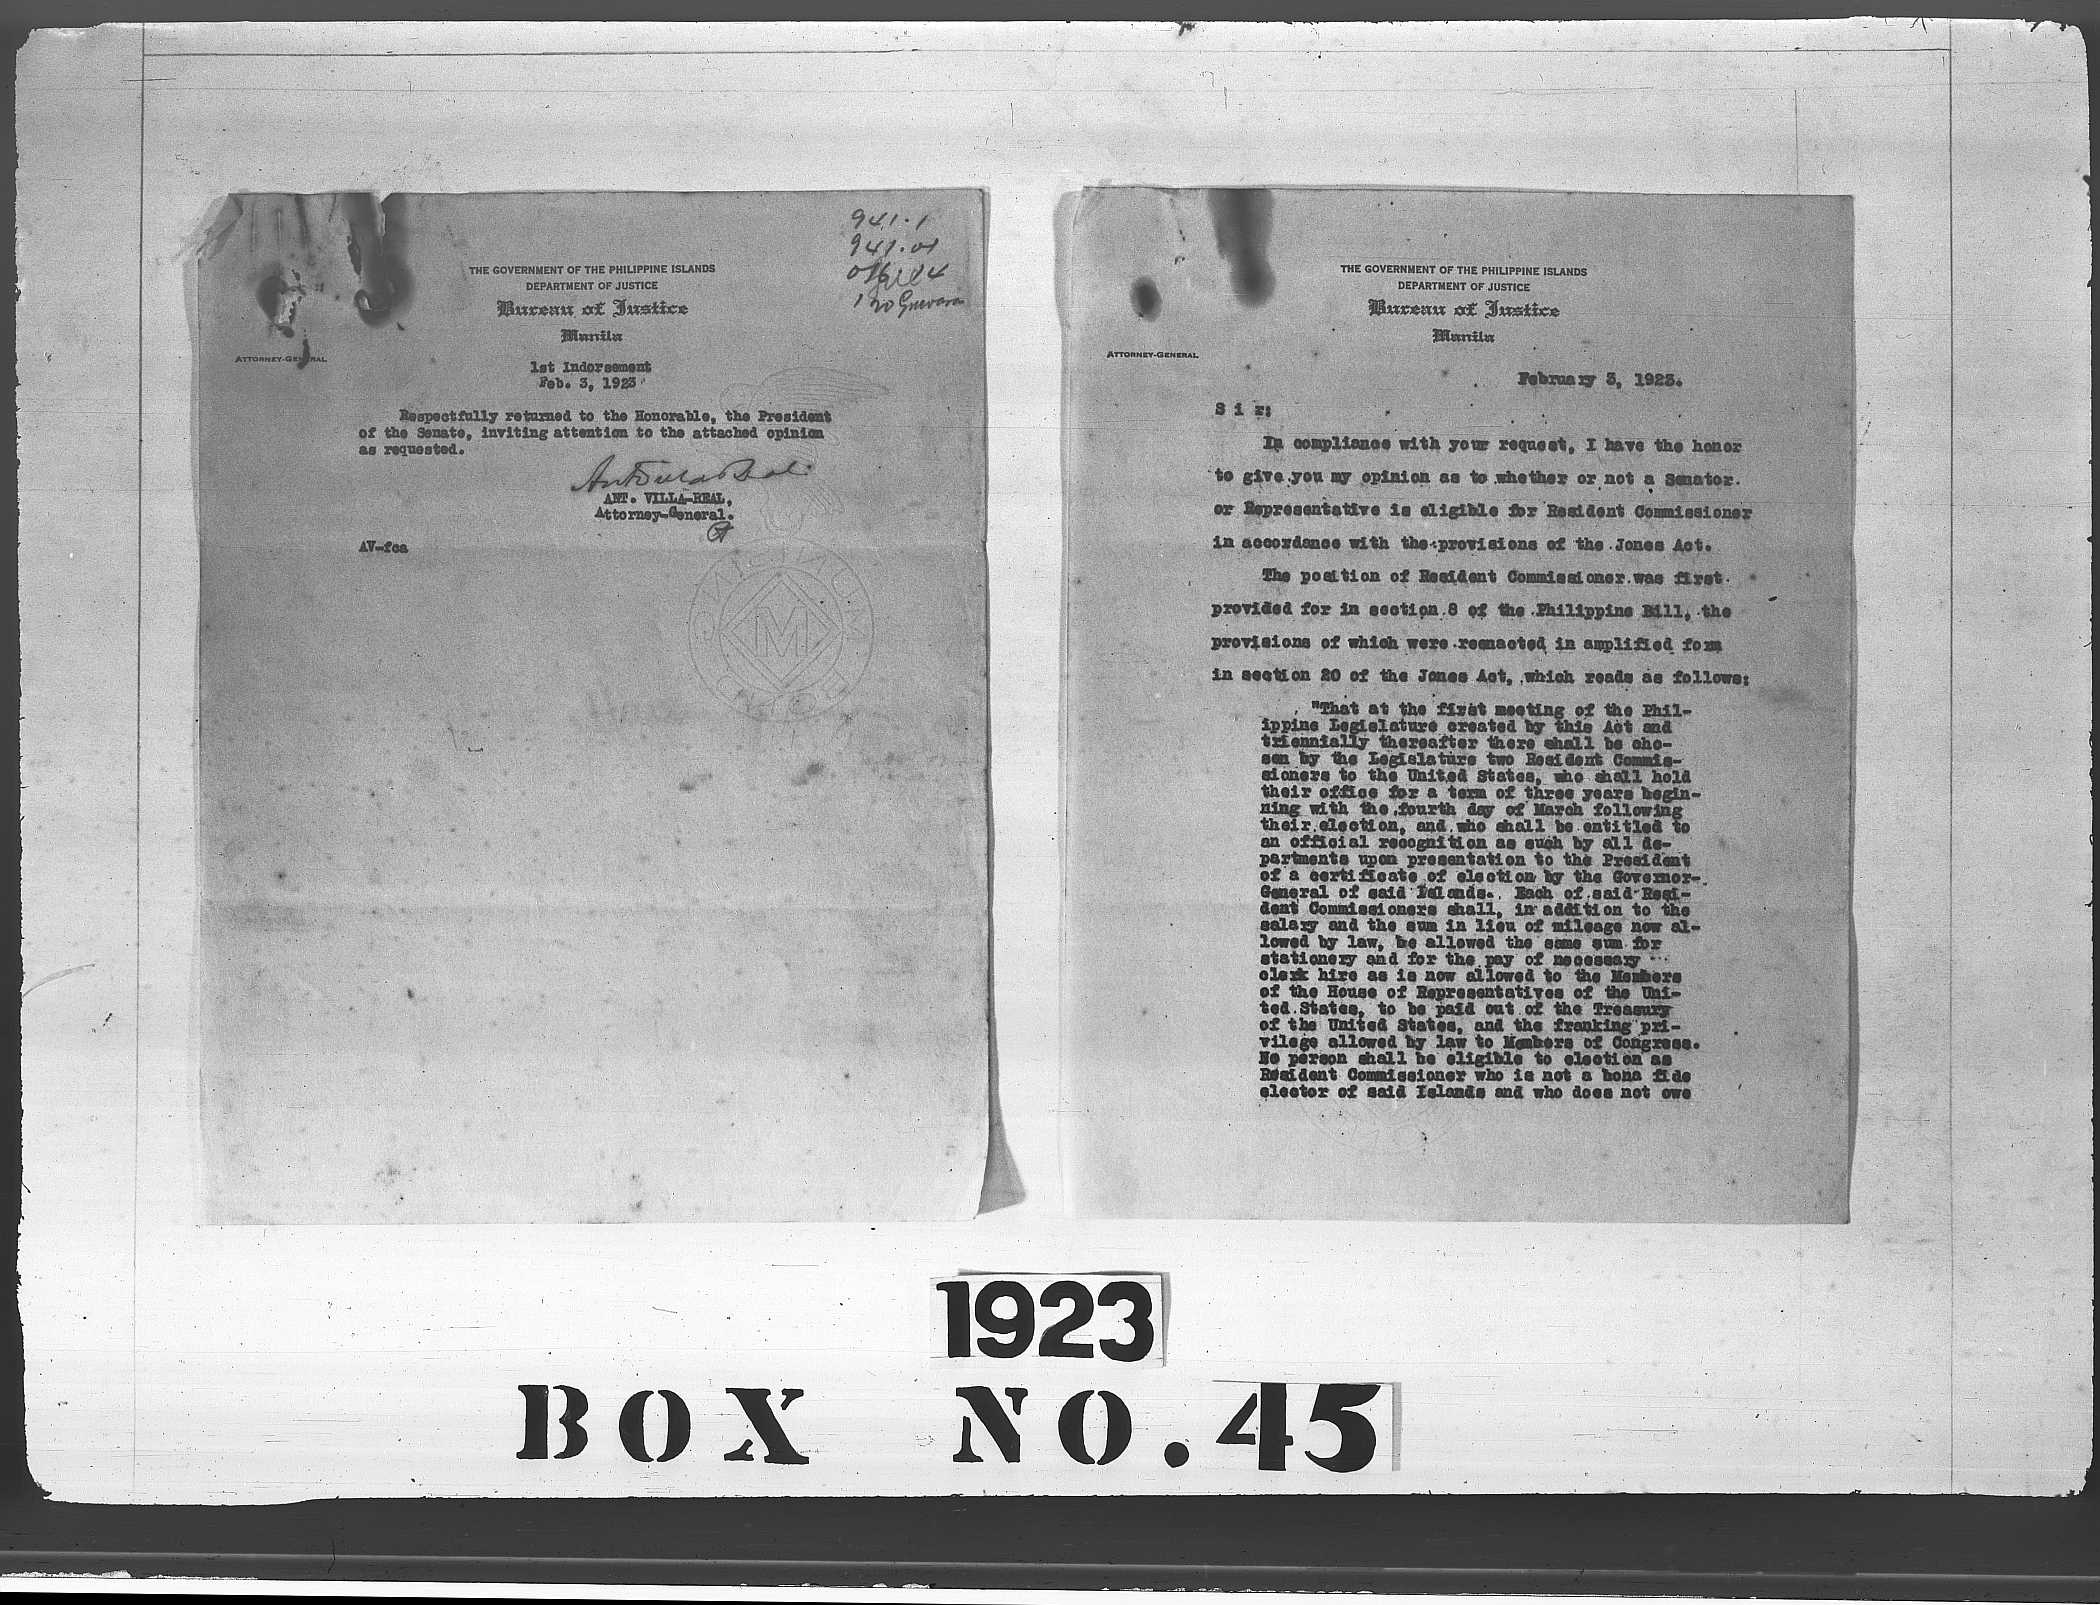 941.1
941.01
1 20 Guevara
THE GOVERNMENT OF THE PHILIPPINE ISLANDS
DEPARTMENT OF JUSTICE
Bureau of Justice
Manila
ATTORNEY-GENERAL
1st Indorsement
Feb. 3, 1923
Respectfully returned to the Honorable, the President
of the Senate, inviting attention to the attached opinion
as requested.
ANT. VILLA-REAL,
Attorney-General.
AV-fca
M
THE GOVERNMENT OF THE PHILIPPINE ISLANDS
DEPARTMENT OF JUSTICE
Bureau of Justice
Manila
ATTORNEY-GENERAL
February 3, 1923.
S i r:
In compliance with your request, I have the honor
to give you my opinion as to whether or not a Senator
or Representative is eligible for Resident Commissioner
in accordance with the provisions of the Jones Act.
The position of Resident Commissioner was first
provided for in section 8 of the Philippine Bill, the
provisions of which were reenacted in amplified form
in section 20 of the Jones Act, which reads as follows:
"That at the first meeting of the Phil-
ippine Legislature created by this Act and
triennially thereafter there shall be cho-
sen by the Legislature two Resident Commis-
sioners to the United States, who shall hold
their office for a term of three years begin-
ning with the fourth day of March following
their election, and who shall be entitled to
an official recognition as such by all de-
partments upon presentation to the President
of a certificate of election by the Governor-
General of said Islands. Each of said Resi-
dent Commissioners shall, in addition to the
salary and the sum in lieu of mileage now al-
lowed by law, be allowed the same sum for
stationery and for the pay of necessary
clerk hire as is now allowed to the Members
of the House of Representatives of the Uni-
ted States, to be paid out of the Treasury
of the United States, and the franking pri-
vilege allowed by law to Members of Congress.
No person shall be eligible to election as
Resident Commissioner who is not a bona fide
elector of said Islands and who does not owe
1923
BOX NO. 45